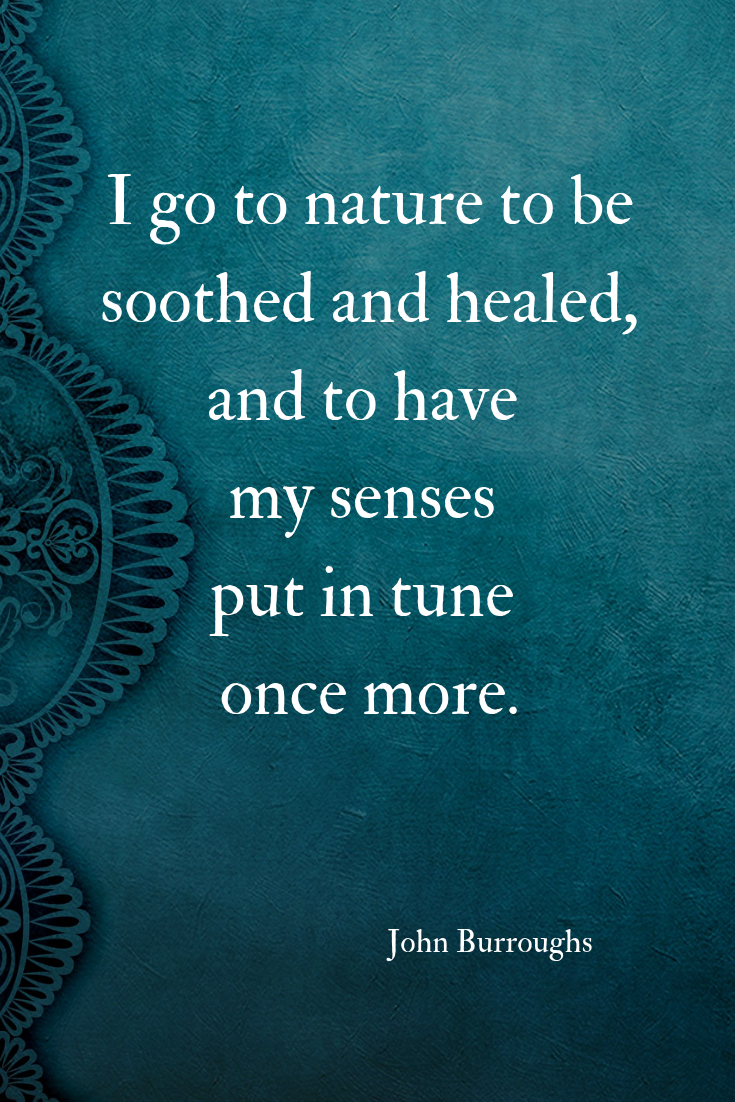 I go to nature to be
soothed and healed,
and to have
my senses
put in tune
once more.
John Burroughs